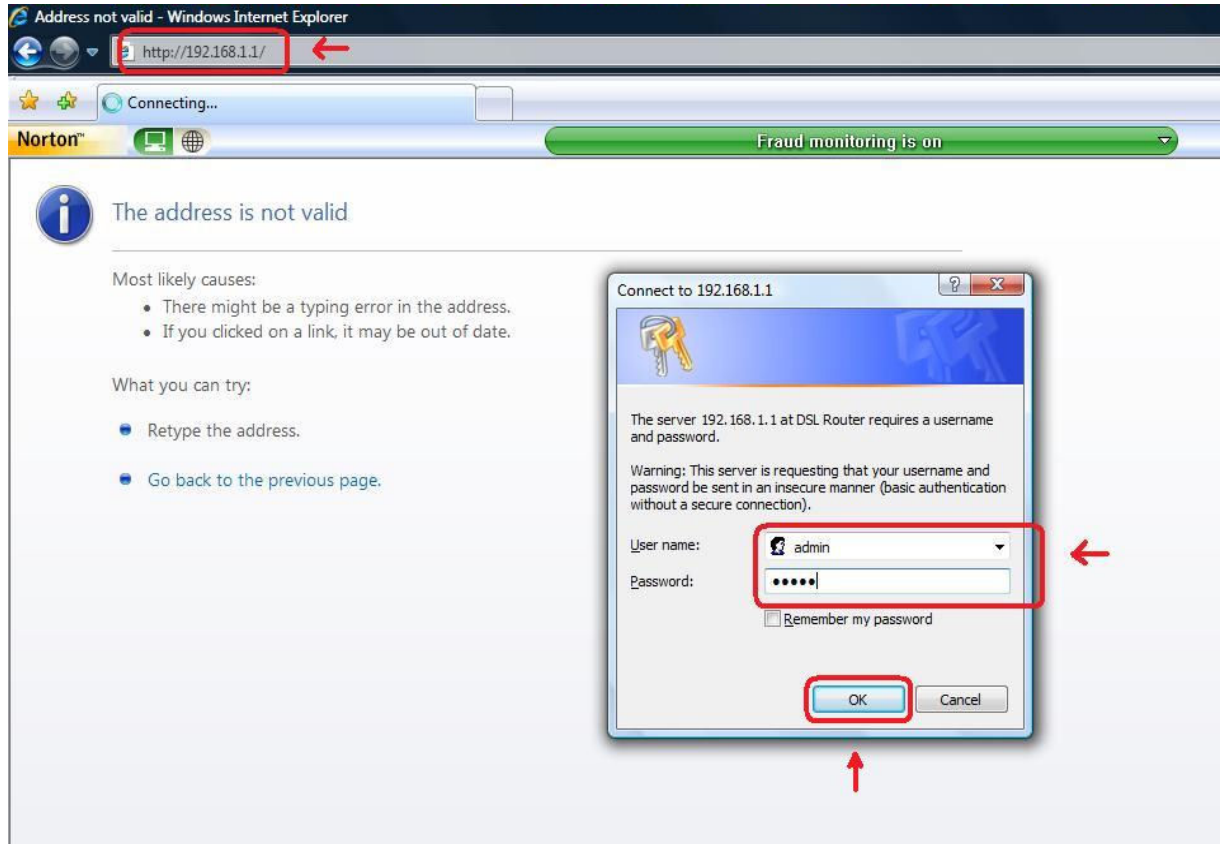 Address not valid - Windows Internet Explorer
http://192.168.1.1/
Connecting...
Norton™
Fraud monitoring is on
The address is not valid
Most likely causes:
• There might be a typing error in the address.
• If you clicked on a link, it may be out of date.
What you can try:
Retype the address.
Go back to the previous page.
Connect to 192.168.1.1
The server 192.168.1.1 at DSL Router requires a username
and password.
Warning: This server is requesting that your username and
password be sent in an insecure manner (basic authentication
without a secure connection).
User name: admin
Password: •••••
Remember my password
OK Cancel